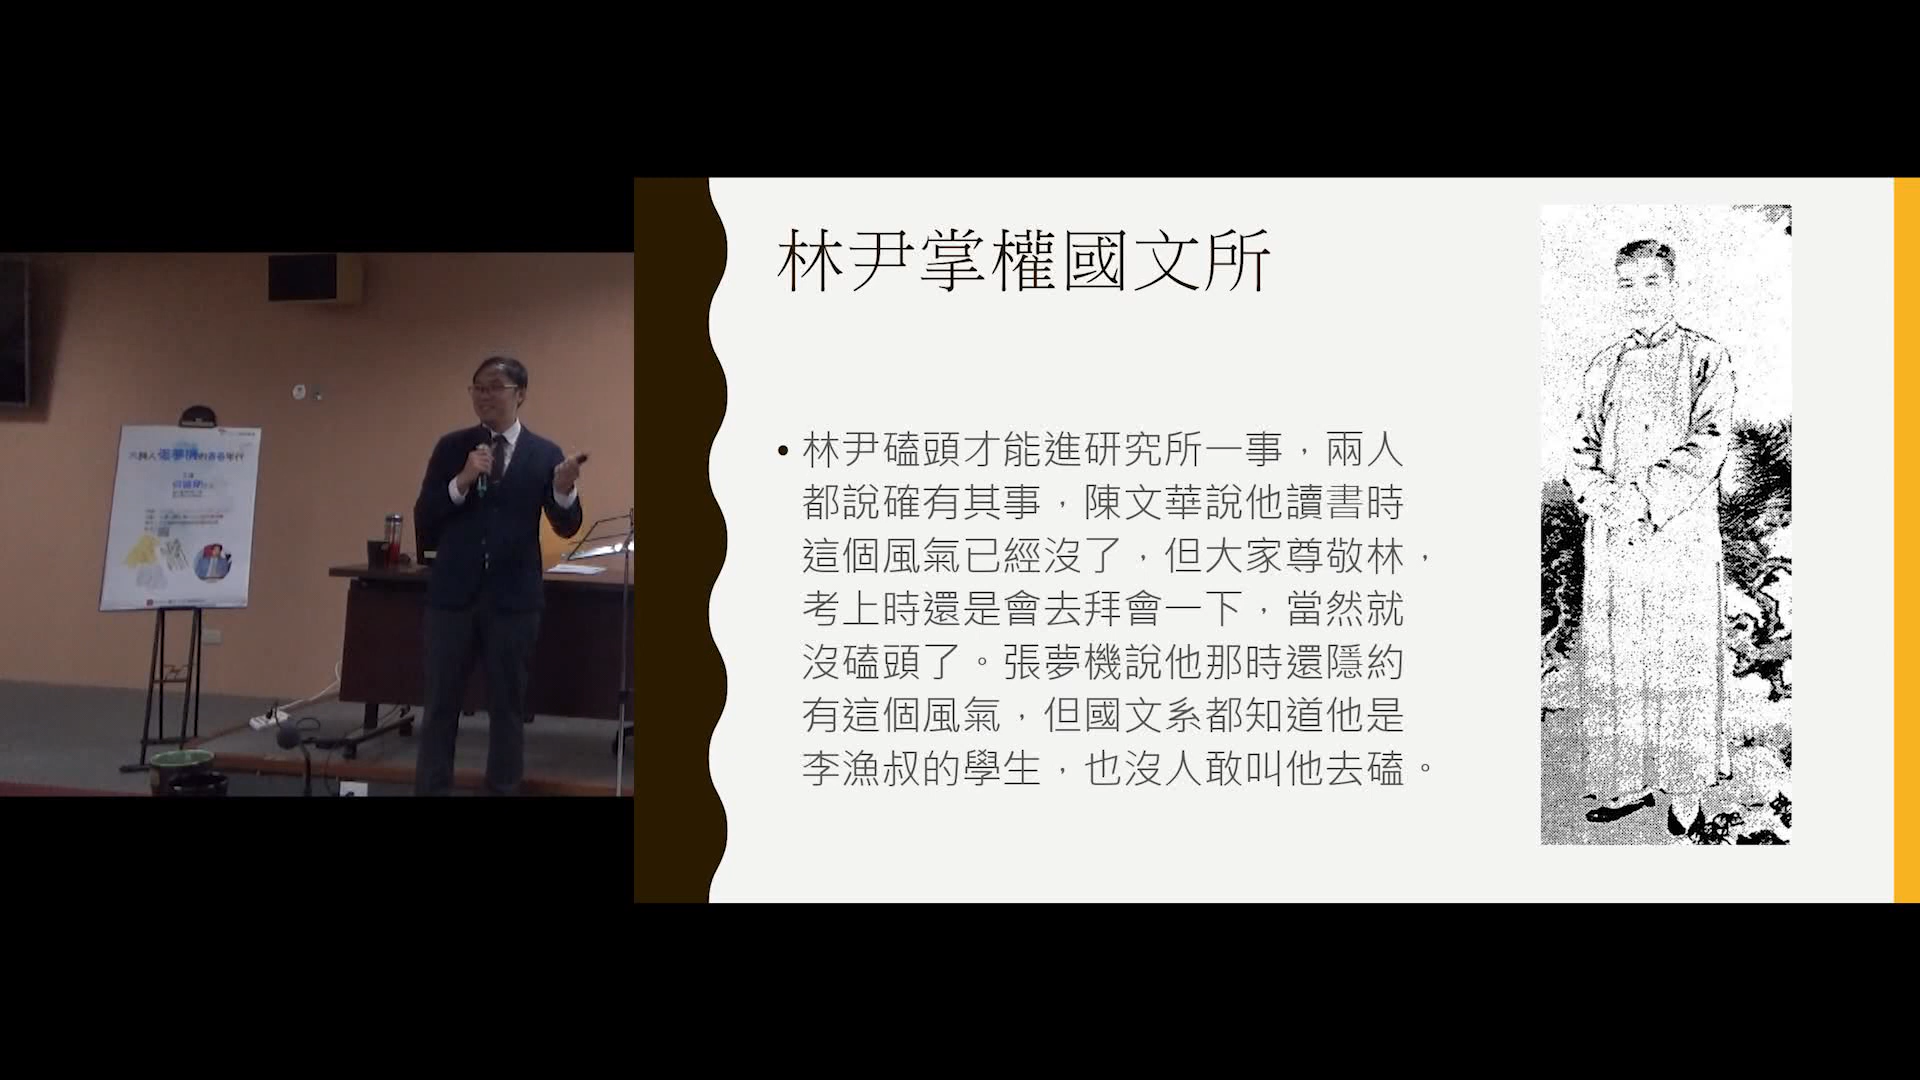 張夢機
林尹掌權國文所
• 林尹磕頭才能進研究所一事，兩人
都說確有其事，陳文華說他讀書時
這個風氣已經沒了，但大家尊敬林，
考上時還是會去拜會一下，當然就
沒磕頭了。張夢機說他那時還隱約
有這個風氣，但國文系都知道他是
李漁叔的學生，也沒人敢叫他去磕。